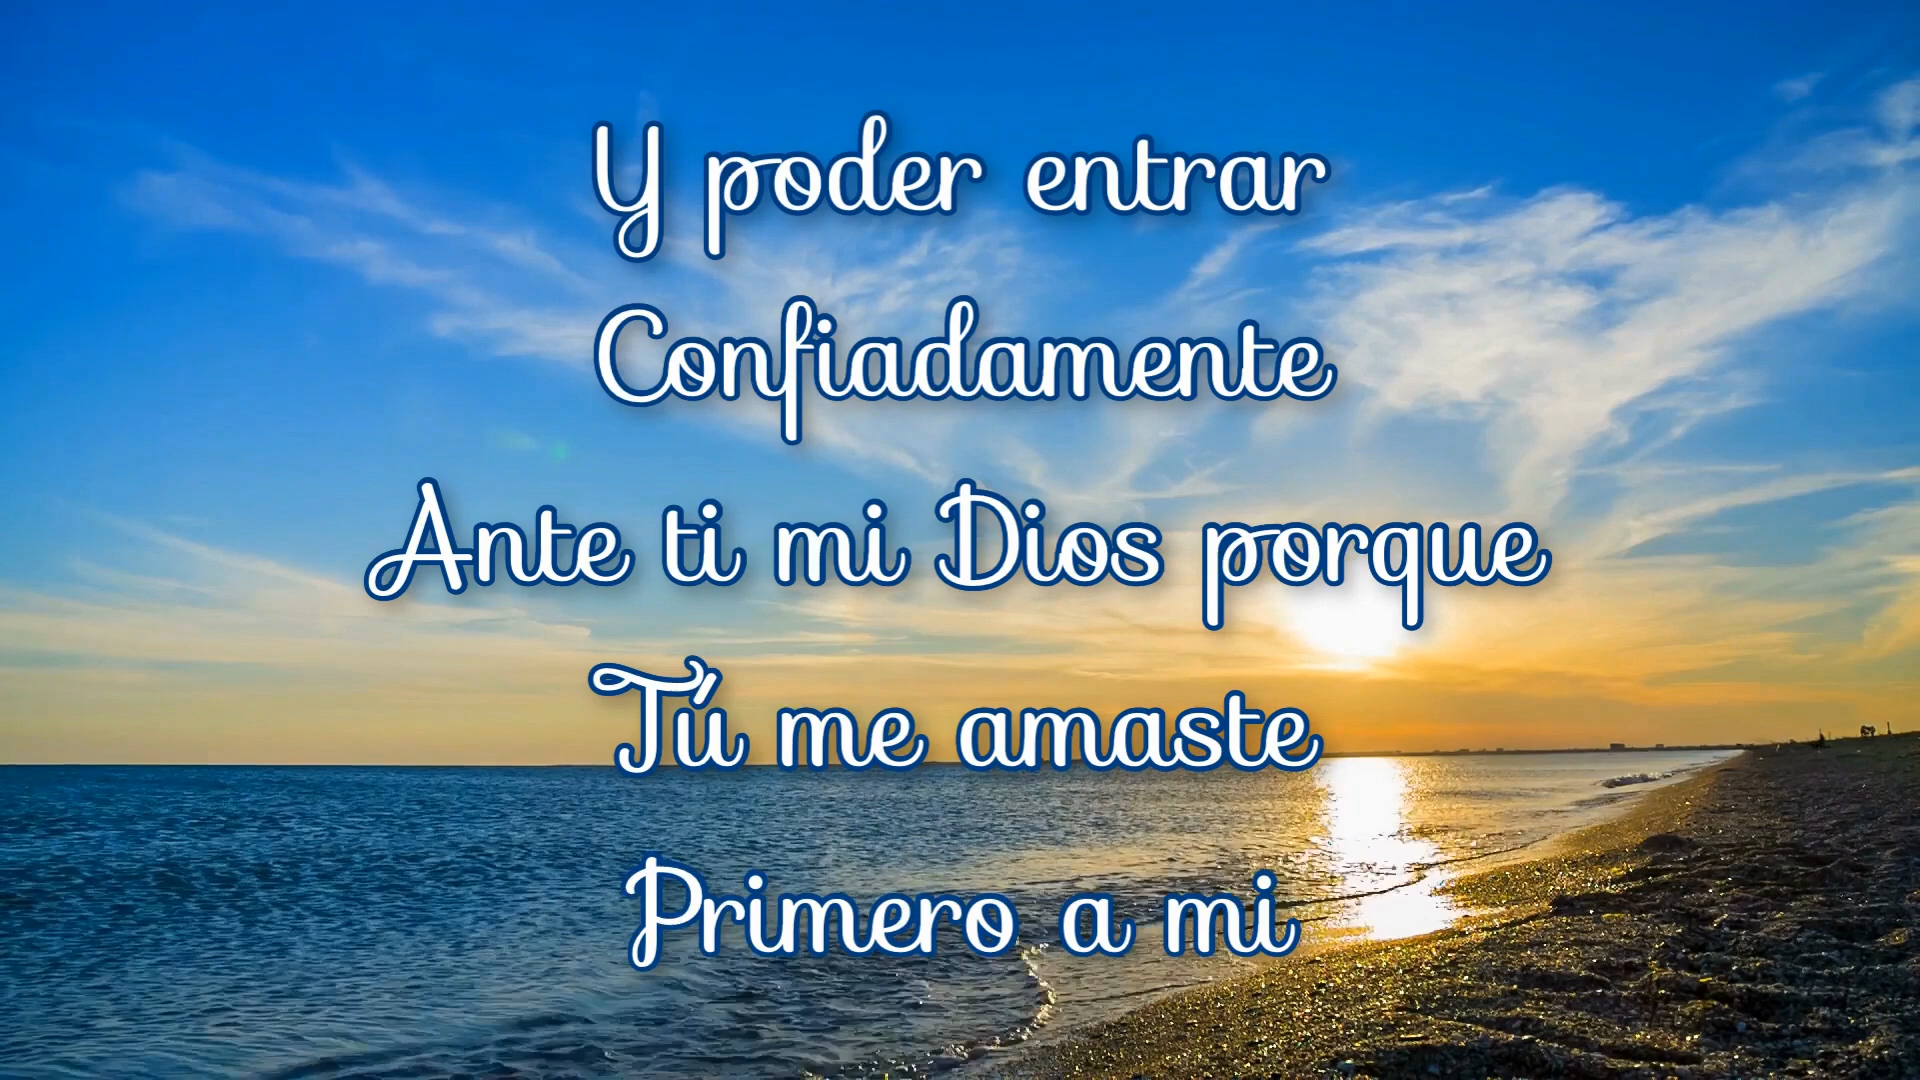 Y poder entrar
Confiadamente
Ante ti mi Dios porque
Tú me amaste
Primero a mi